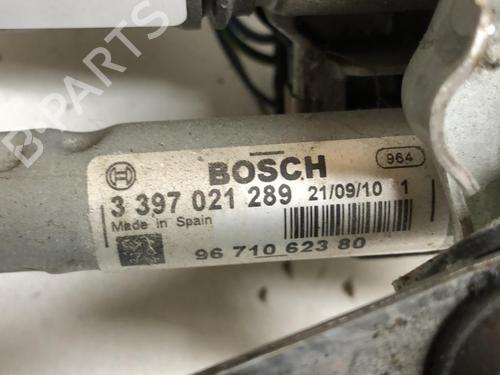 B-PARTS
BOSCH
964
3 397 021 289 21/09/10 1
Made in Spain
96 710 623 80